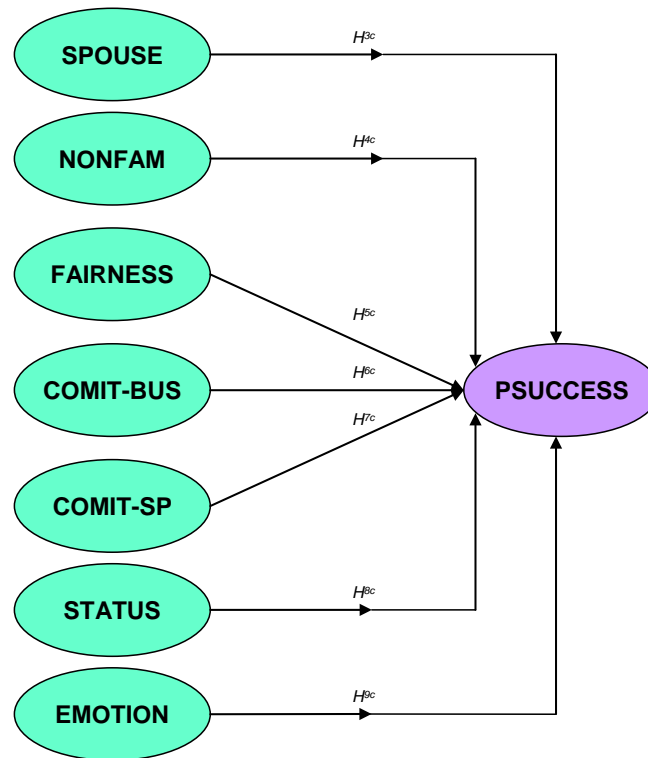 H3c
SPOUSE
H4c
NONFAM
FAIRNESS
H5c
H6c
COMIT-BUS
PSUCCESS
H7c
COMIT-SP
H8c
STATUS
H9c
EMOTION